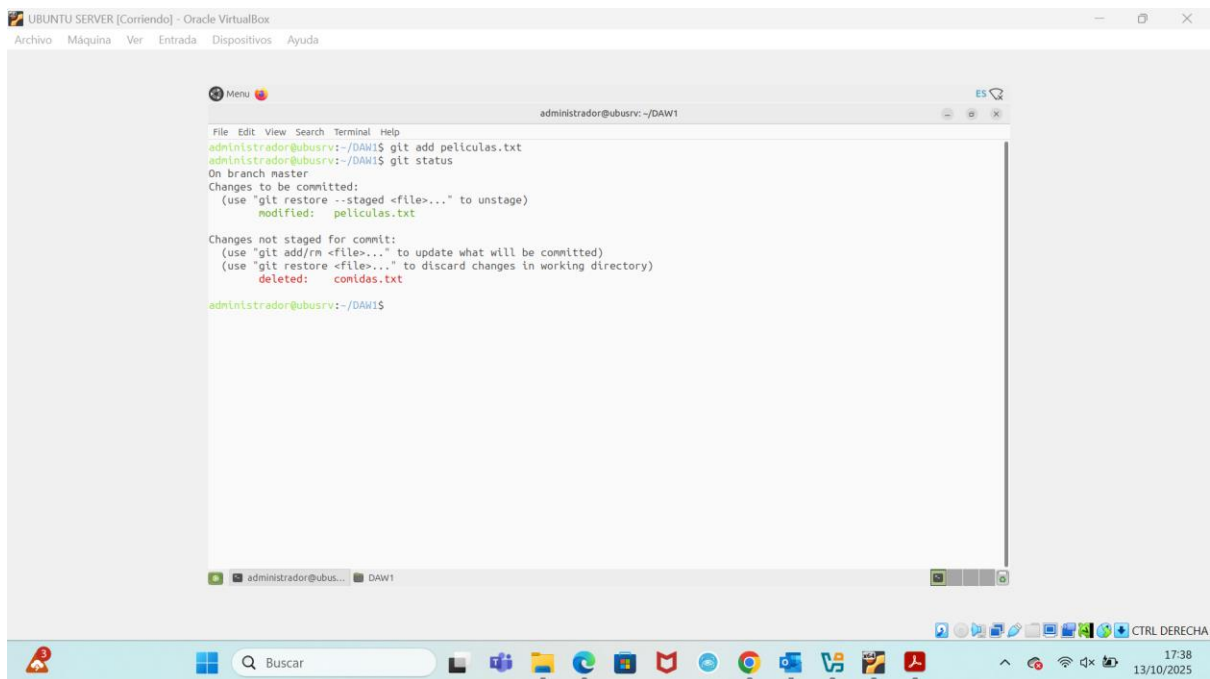 UBUNTU SERVER [Corriendo] - Oracle VirtualBox
Archivo Máquina Ver Entrada Dispositivos Ayuda
Menu ES
administrador@ubusrv: ~/DAW1
File Edit View Search Terminal Help
administrador@ubusrv:~/DAW1$ git add peliculas.txt
administrador@ubusrv:~/DAW1$ git status
On branch master
Changes to be committed:
  (use "git restore --staged <file>..." to unstage)
        modified:   peliculas.txt

Changes not staged for commit:
  (use "git add/rm <file>..." to update what will be committed)
  (use "git restore <file>..." to discard changes in working directory)
        deleted:    comidas.txt

administrador@ubusrv:~/DAW1$
administrador@ubus... DAW1
CTRL DERECHA
3
Buscar
17:38
13/10/2025